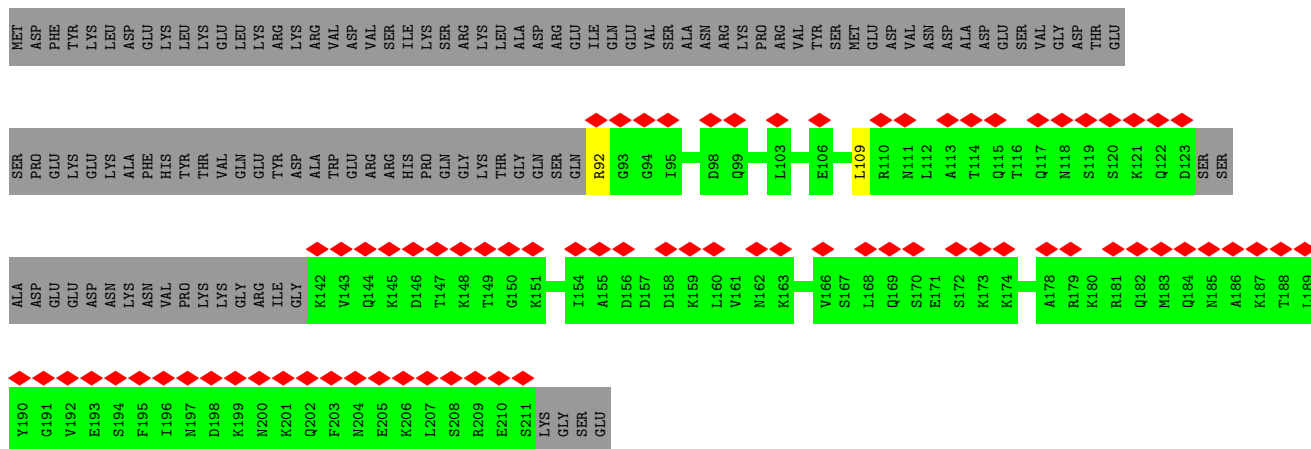 MET ASP PHE TYR LYS LEU ASP GLU LYS LEU LYS GLU LEU LYS ARG LYS ARG VAL ASP VAL SER ILE LYS SER ARG LYS LEU ALA ASP ARG GLU ILE GLN GLU VAL SER ALA ASN ARG LYS PRO ARG VAL TYR SER MET GLU ASP VAL ASN ASP ALA ASP GLU SER VAL GLY ASP THR GLU
SER PRO GLU LYS GLU LYS ALA PHE HIS TYR THR VAL GLN GLU TYR ASP ALA TRP GLU ARG ARG HIS PRO GLN GLY LYS THR GLY GLN SER GLN R92 G93 G94 I95 D98 Q99 L103 E106 L109 R110 N111 L112 A113 T114 Q115 T116 Q117 N118 S119 S120 K121 Q122 D123 SER SER
ALA ASP GLU GLU ASP ASN LYS ASN VAL PRO LYS LYS GLY ARG ILE GLY K142 V143 Q144 K145 D146 T147 K148 T149 G150 K151 I154 A155 D156 D157 D158 K159 L160 V161 N162 K163 V166 S167 L168 Q169 S170 E171 S172 K173 K174 A178 R179 K180 R181 Q182 M183 Q184 N185 A186 K187 T188 L189
Y190 G191 V192 E193 S194 F195 I196 N197 D198 K199 N200 K201 Q202 F203 N204 E205 K206 L207 S208 R209 E210 S211 LYS GLY SER GLU